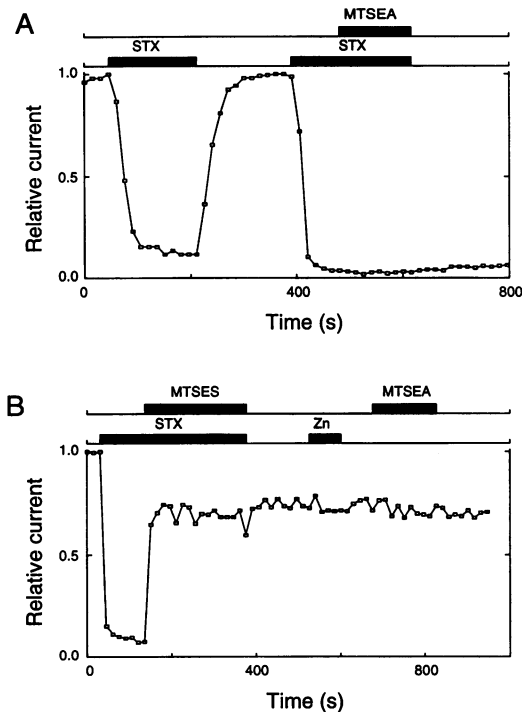 A
MTSEA
STX STX
1.0
0.5
0.0
Relative current
0 400 800
Time (s)
B
MTSES MTSEA
STX Zn
1.0
0.5
0.0
Relative current
0 400 800
Time (s)